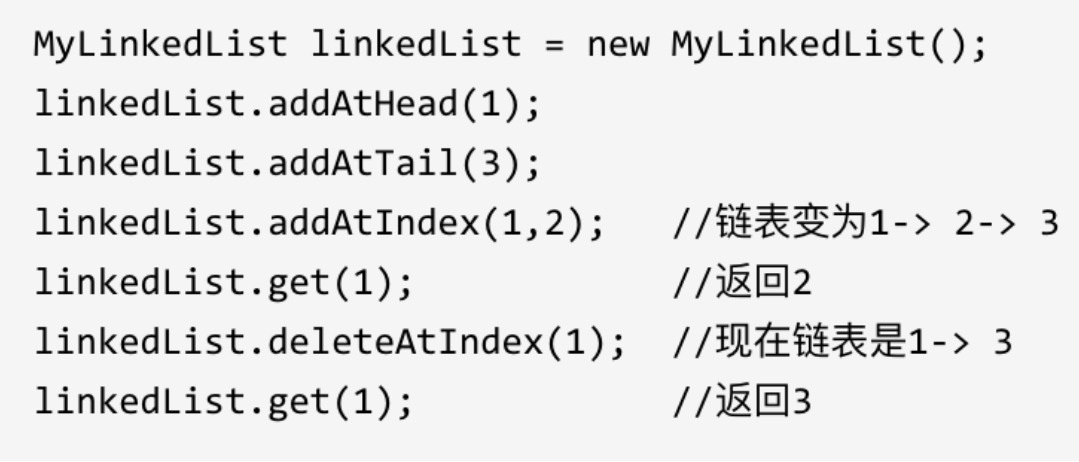 MyLinkedList linkedList = new MyLinkedList();
linkedList.addAtHead(1);
linkedList.addAtTail(3);
linkedList.addAtIndex(1,2);   //链表变为1-> 2-> 3
linkedList.get(1);            //返回2
linkedList.deleteAtIndex(1);  //现在链表是1-> 3
linkedList.get(1);            //返回3